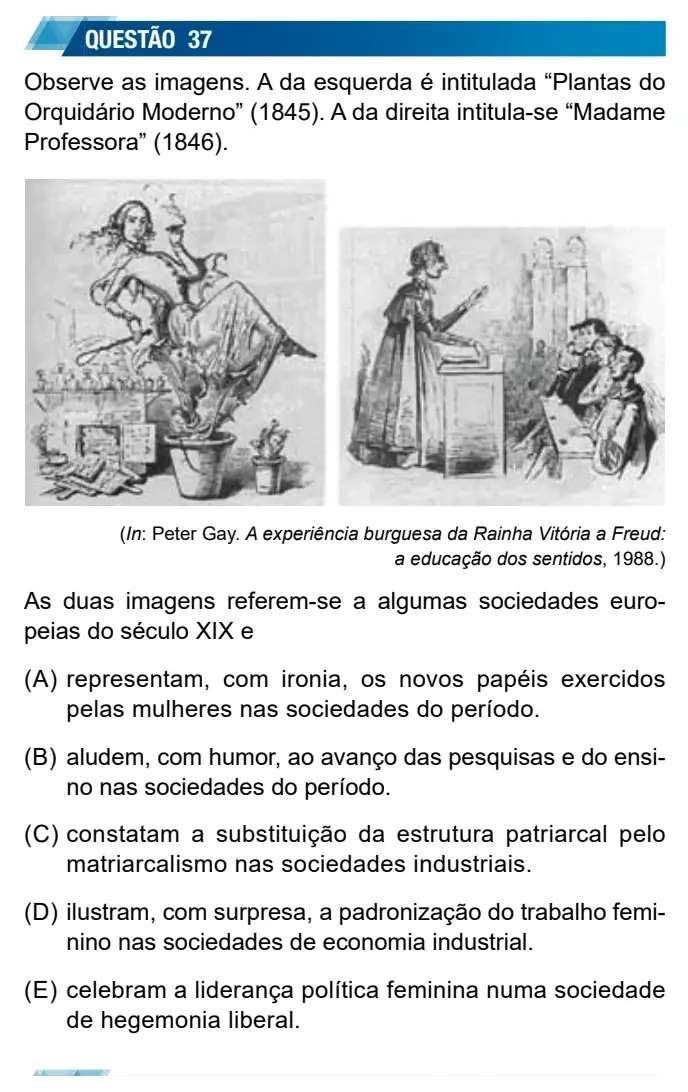 QUESTÃO 37
Observe as imagens. A da esquerda é intitulada “Plantas do
Orquidário Moderno” (1845). A da direita intitula-se “Madame
Professora” (1846).
(In: Peter Gay. A experiência burguesa da Rainha Vitória a Freud:
a educação dos sentidos, 1988.)
As duas imagens referem-se a algumas sociedades euro-
peias do século XIX e
(A) representam, com ironia, os novos papéis exercidos
pelas mulheres nas sociedades do período.
(B) aludem, com humor, ao avanço das pesquisas e do ensi-
no nas sociedades do período.
(C) constatam a substituição da estrutura patriarcal pelo
matriarcalismo nas sociedades industriais.
(D) ilustram, com surpresa, a padronização do trabalho femi-
nino nas sociedades de economia industrial.
(E) celebram a liderança política feminina numa sociedade
de hegemonia liberal.